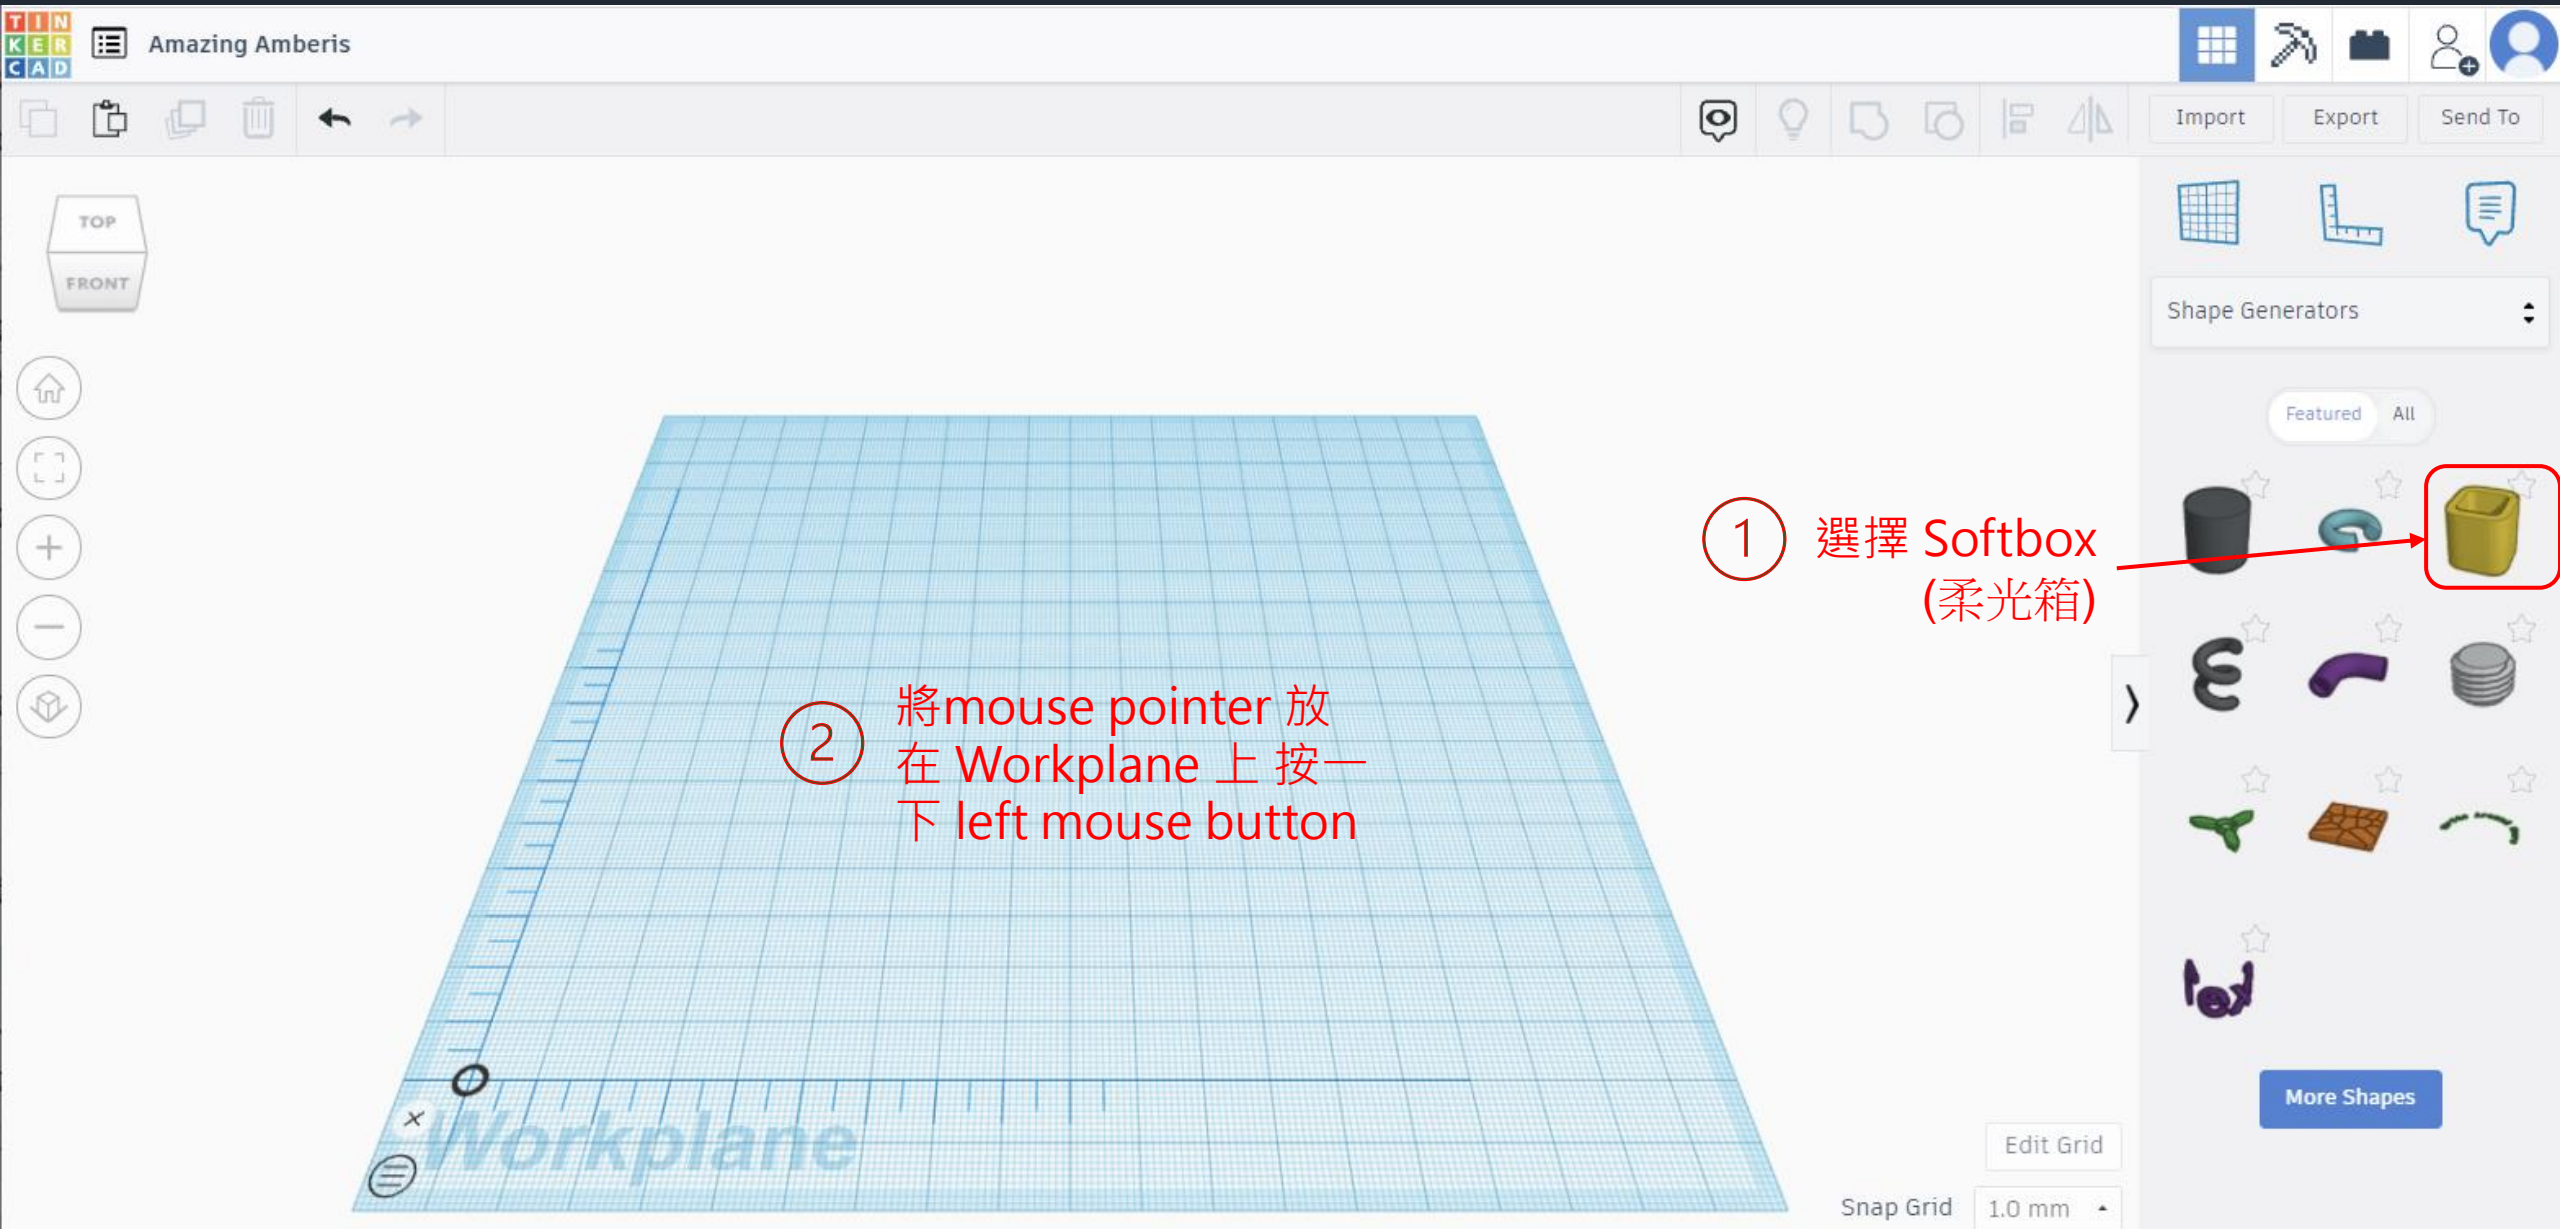 TIN
KER
CAD
Amazing Amberis
Import
Export
Send To
TOP
FRONT
Shape Generators
Featured
All
1
選擇 Softbox
(柔光箱)
2
將mouse pointer 放
在 Workplane 上 按一
下 left mouse button
Workplane
More Shapes
Edit Grid
Snap Grid
1.0 mm